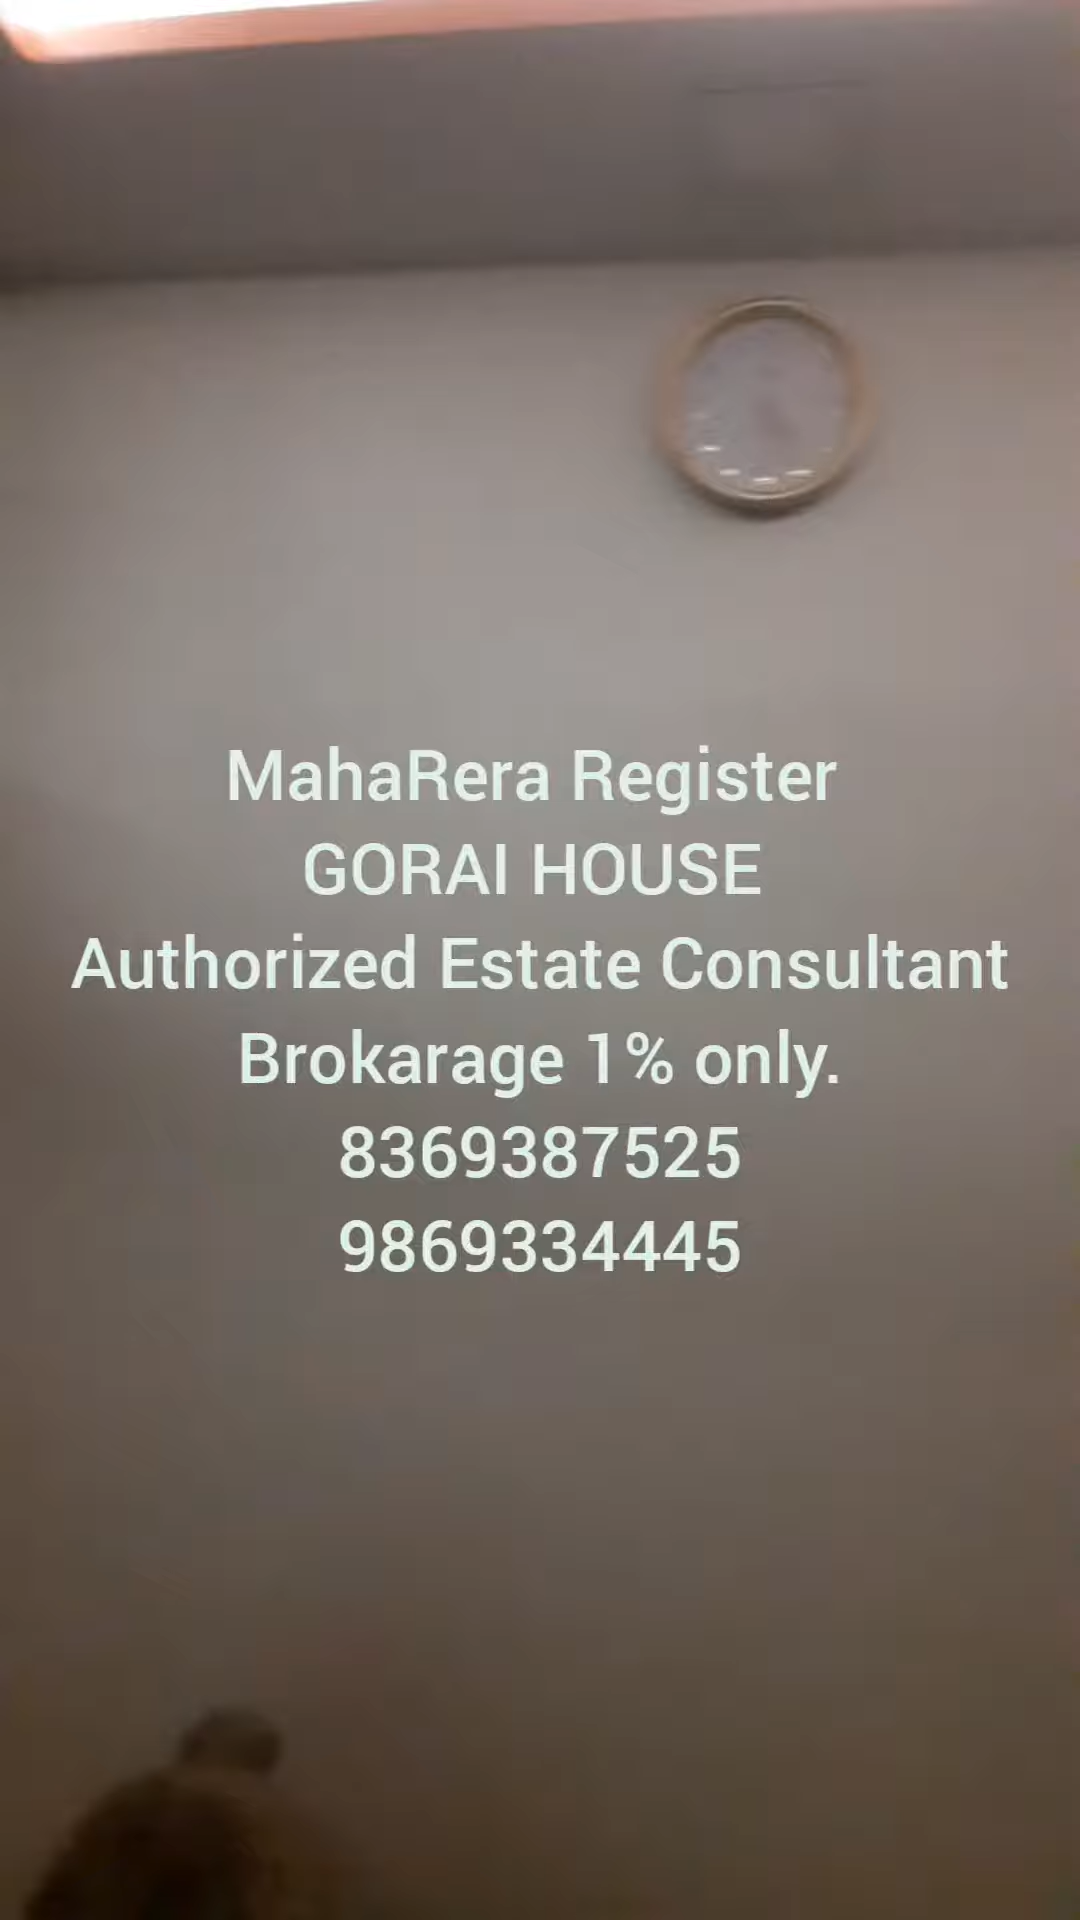 MahaRera Register
GORAI HOUSE
Authorized Estate Consultant
Brokarage 1% only.
8369387525
9869334445